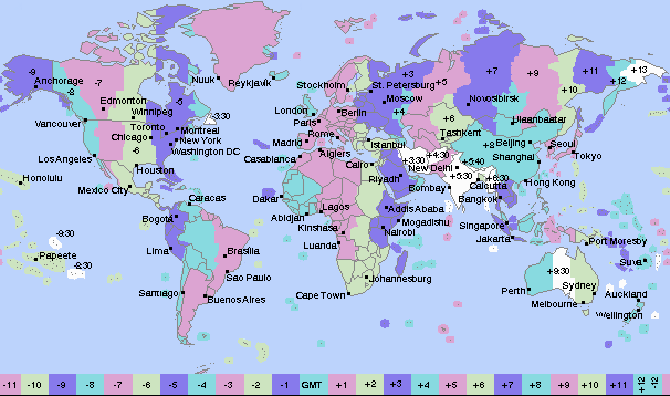 -9
Anchorage
-8
-7
Edmonton
Winnipeg
Vancouver
Toronto
Chicago
-6
-5
Montreal
New York
Washington DC
-3:30
Los Angeles
Houston
Honolulu
Mexico City
Caracas
Bogota
Lima
Brasilia
Sao Paulo
Santiago
Buenos Aires
-9:30
Papeete
-8:30
Nuuk
Reykjavik
Stockholm
St. Petersburg
+3
Moscow
+4
London
Berlin
Paris
Rome
Madrid
Istanbul
Algiers
Casablanca
Cairo
Dakar
Abidjan
Lagos
Kinshasa
Luanda
Cape Town
Johannesburg
Addis Ababa
Mogadishu
Nairobi
Riyadh
+3:30
+4:30
+5
+6
+7
Novosibirsk
Tashkent
+9
+10
+11
+12
+13
Ulaanbaatar
+8
Beijing
Seoul
Shanghai
Tokyo
New Delhi
+5:40
+5:30
+6:30
Bombay
Calcutta
Hong Kong
Bangkok
Singapore
Jakarta
Port Moresby
Suva
+9:30
Perth
Sydney
Melbourne
Auckland
Wellington
-11 -10 -9 -8 -7 -6 -5 -4 -3 -2 -1 GMT +1 +2 +3 +4 +5 +6 +7 +8 +9 +10 +11